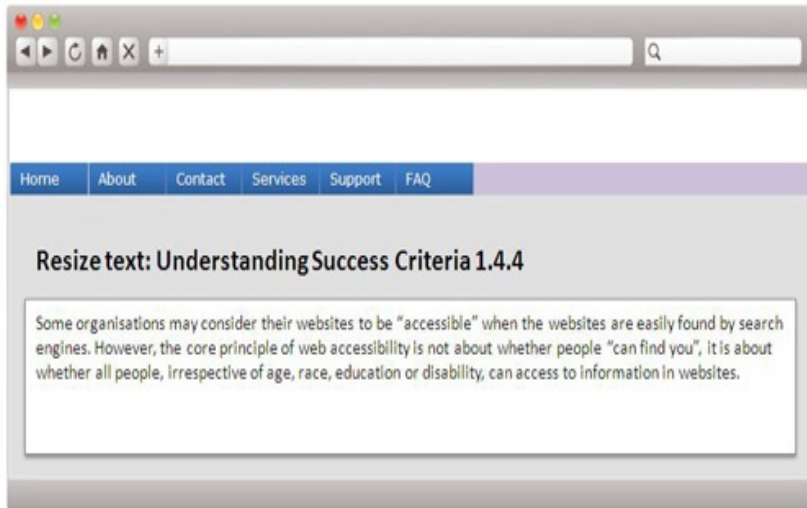 Home About Contact Services Support FAQ
Resize text: Understanding Success Criteria 1.4.4
Some organisations may consider their websites to be “accessible” when the websites are easily found by search
engines. However, the core principle of web accessibility is not about whether people “can find you”, it is about
whether all people, irrespective of age, race, education or disability, can access to information in websites.